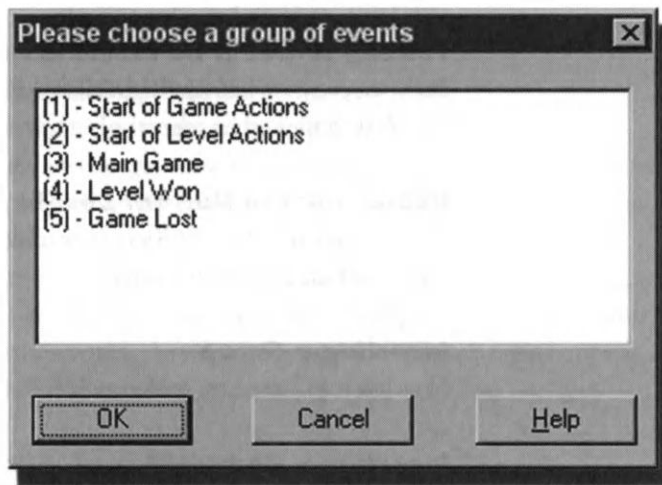 Please choose a group of events
(1) - Start of Game Actions
(2) - Start of Level Actions
(3) - Main Game
(4) - Level Won
(5) - Game Lost
OK
Cancel
Help